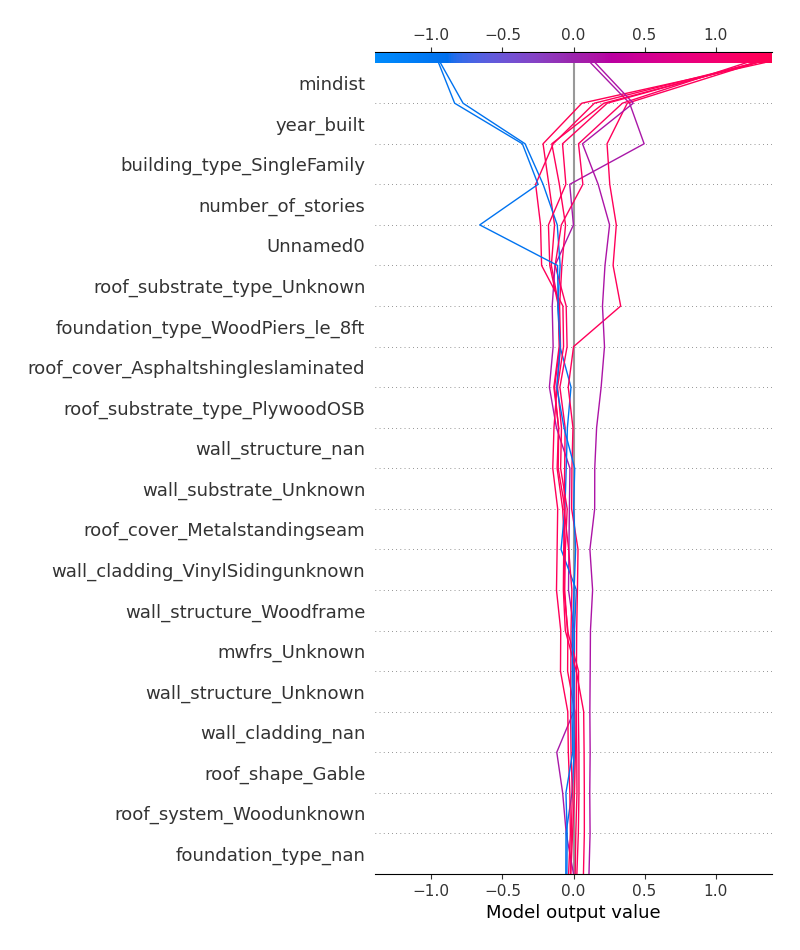 −1.0 −0.5 0.0 0.5 1.0
mindist
year_built
building_type_SingleFamily
number_of_stories
Unnamed0
roof_substrate_type_Unknown
foundation_type_WoodPiers_le_8ft
roof_cover_Asphaltshingleslaminated
roof_substrate_type_PlywoodOSB
wall_structure_nan
wall_substrate_Unknown
roof_cover_Metalstandingseam
wall_cladding_VinylSidingunknown
wall_structure_Woodframe
mwfrs_Unknown
wall_structure_Unknown
wall_cladding_nan
roof_shape_Gable
roof_system_Woodunknown
foundation_type_nan
−1.0 −0.5 0.0 0.5 1.0
Model output value